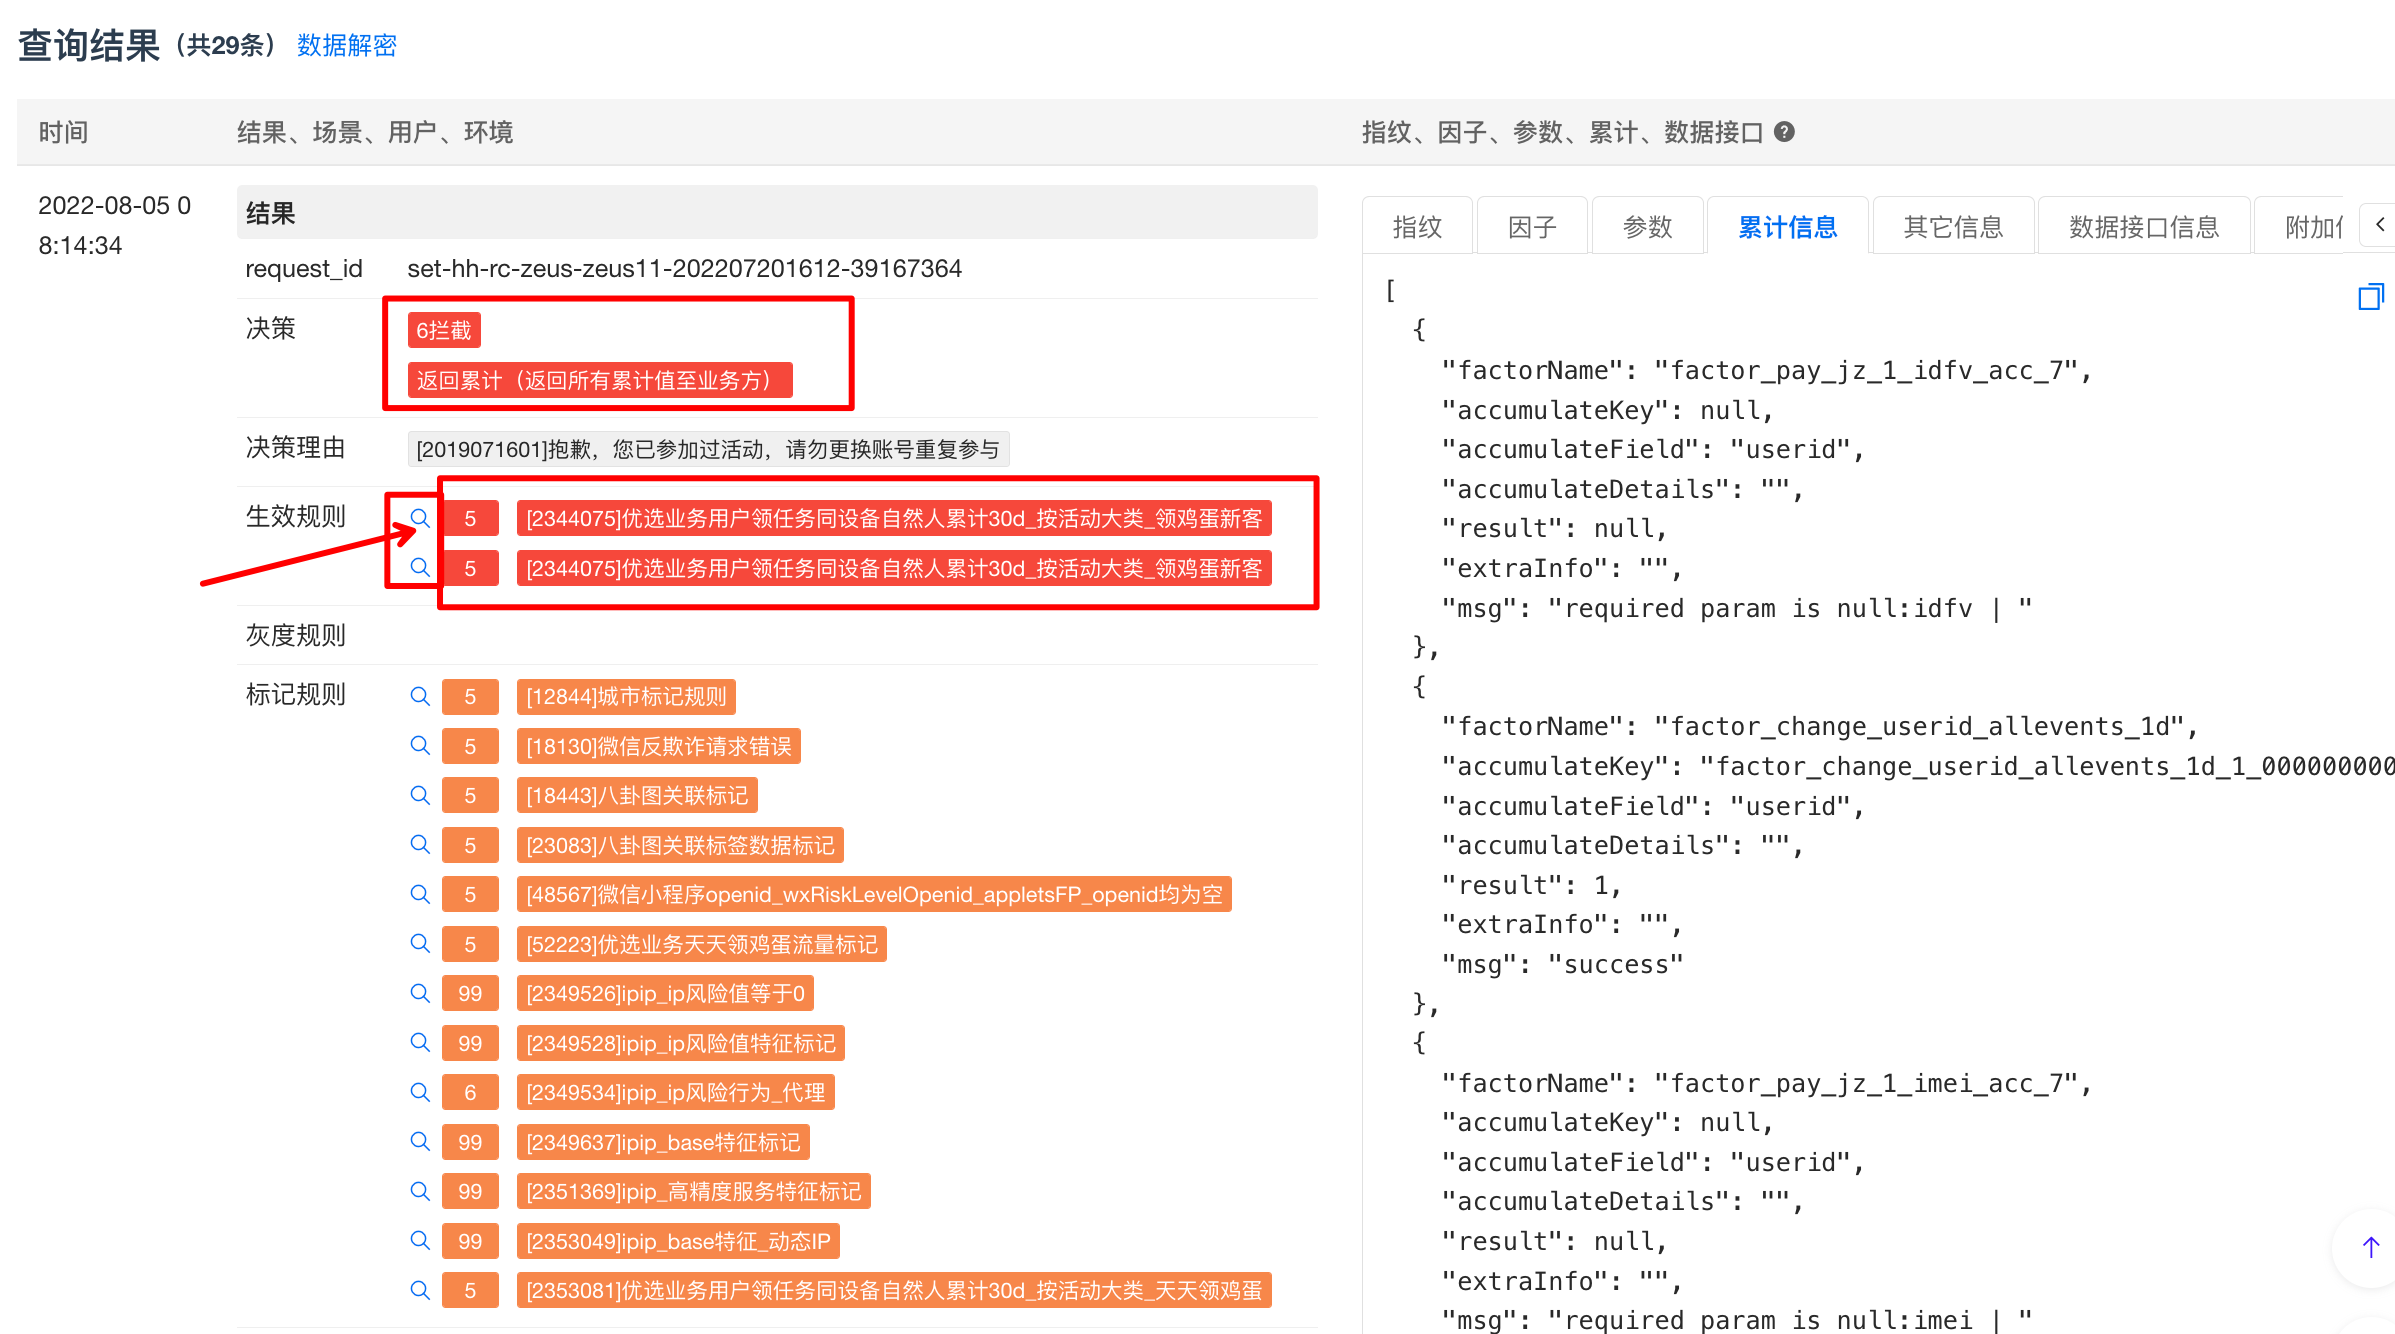 查询结果（共29条） 数据解密
时间 结果、场景、用户、环境 指纹、因子、参数、累计、数据接口
2022-08-05 0
8:14:34
结果
request_id set-hh-rc-zeus-zeus11-202207201612-39167364
决策 6拦截
返回累计（返回所有累计值至业务方）
决策理由 [2019071601]抱歉，您已参加过活动，请勿更换账号重复参与
生效规则 5 [2344075]优选业务用户领任务同设备自然人累计30d_按活动大类_领鸡蛋新客
5 [2344075]优选业务用户领任务同设备自然人累计30d_按活动大类_领鸡蛋新客
灰度规则
标记规则 5 [12844]城市标记规则
5 [18130]微信反欺诈请求错误
5 [18443]八卦图关联标记
5 [23083]八卦图关联标签数据标记
5 [48567]微信小程序openid_wxRiskLevelOpenid_appletsFP_openid均为空
5 [52223]优选业务天天领鸡蛋流量标记
99 [2349526]ipip_ip风险值等于0
99 [2349528]ipip_ip风险值特征标记
6 [2349534]ipip_ip风险行为_代理
99 [2349637]ipip_base特征标记
99 [2351369]ipip_高精度服务特征标记
99 [2353049]ipip_base特征_动态IP
5 [2353081]优选业务用户领任务同设备自然人累计30d_按活动大类_天天领鸡蛋
指纹 因子 参数 累计信息 其它信息 数据接口信息 附加
[
{
"factorName": "factor_pay_jz_1_idfv_acc_7",
"accumulateKey": null,
"accumulateField": "userid",
"accumulateDetails": "",
"result": null,
"extraInfo": "",
"msg": "required param is null:idfv | "
},
{
"factorName": "factor_change_userid_allevents_1d",
"accumulateKey": "factor_change_userid_allevents_1d_1_000000000
"accumulateField": "userid",
"accumulateDetails": "",
"result": 1,
"extraInfo": "",
"msg": "success"
},
{
"factorName": "factor_pay_jz_1_imei_acc_7",
"accumulateKey": null,
"accumulateField": "userid",
"accumulateDetails": "",
"result": null,
"extraInfo": "",
"msg": "required param is null:imei | "